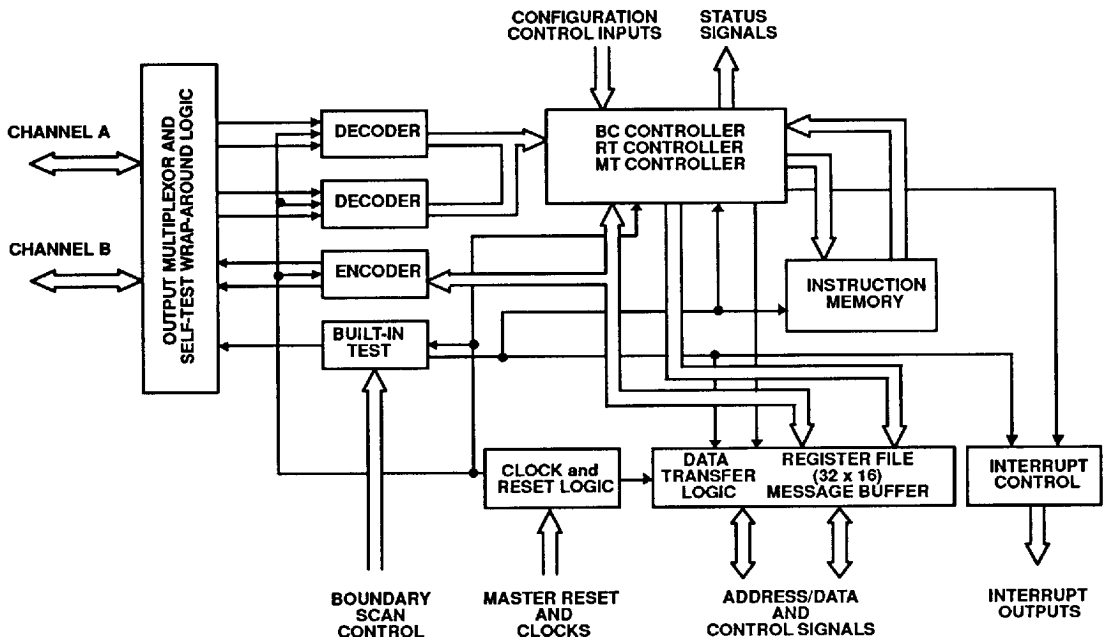 CONFIGURATION
CONTROL INPUTS
STATUS
SIGNALS
CHANNEL A
CHANNEL B
OUTPUT MULTIPLEXOR AND
SELF-TEST WRAP-AROUND LOGIC
DECODER
DECODER
ENCODER
BUILT-IN
TEST
BC CONTROLLER
RT CONTROLLER
MT CONTROLLER
INSTRUCTION
MEMORY
CLOCK and
RESET LOGIC
DATA
TRANSFER
LOGIC
REGISTER FILE
(32 x 16)
MESSAGE BUFFER
INTERRUPT
CONTROL
BOUNDARY
SCAN
CONTROL
MASTER RESET
AND
CLOCKS
ADDRESS/DATA
AND
CONTROL SIGNALS
INTERRUPT
OUTPUTS